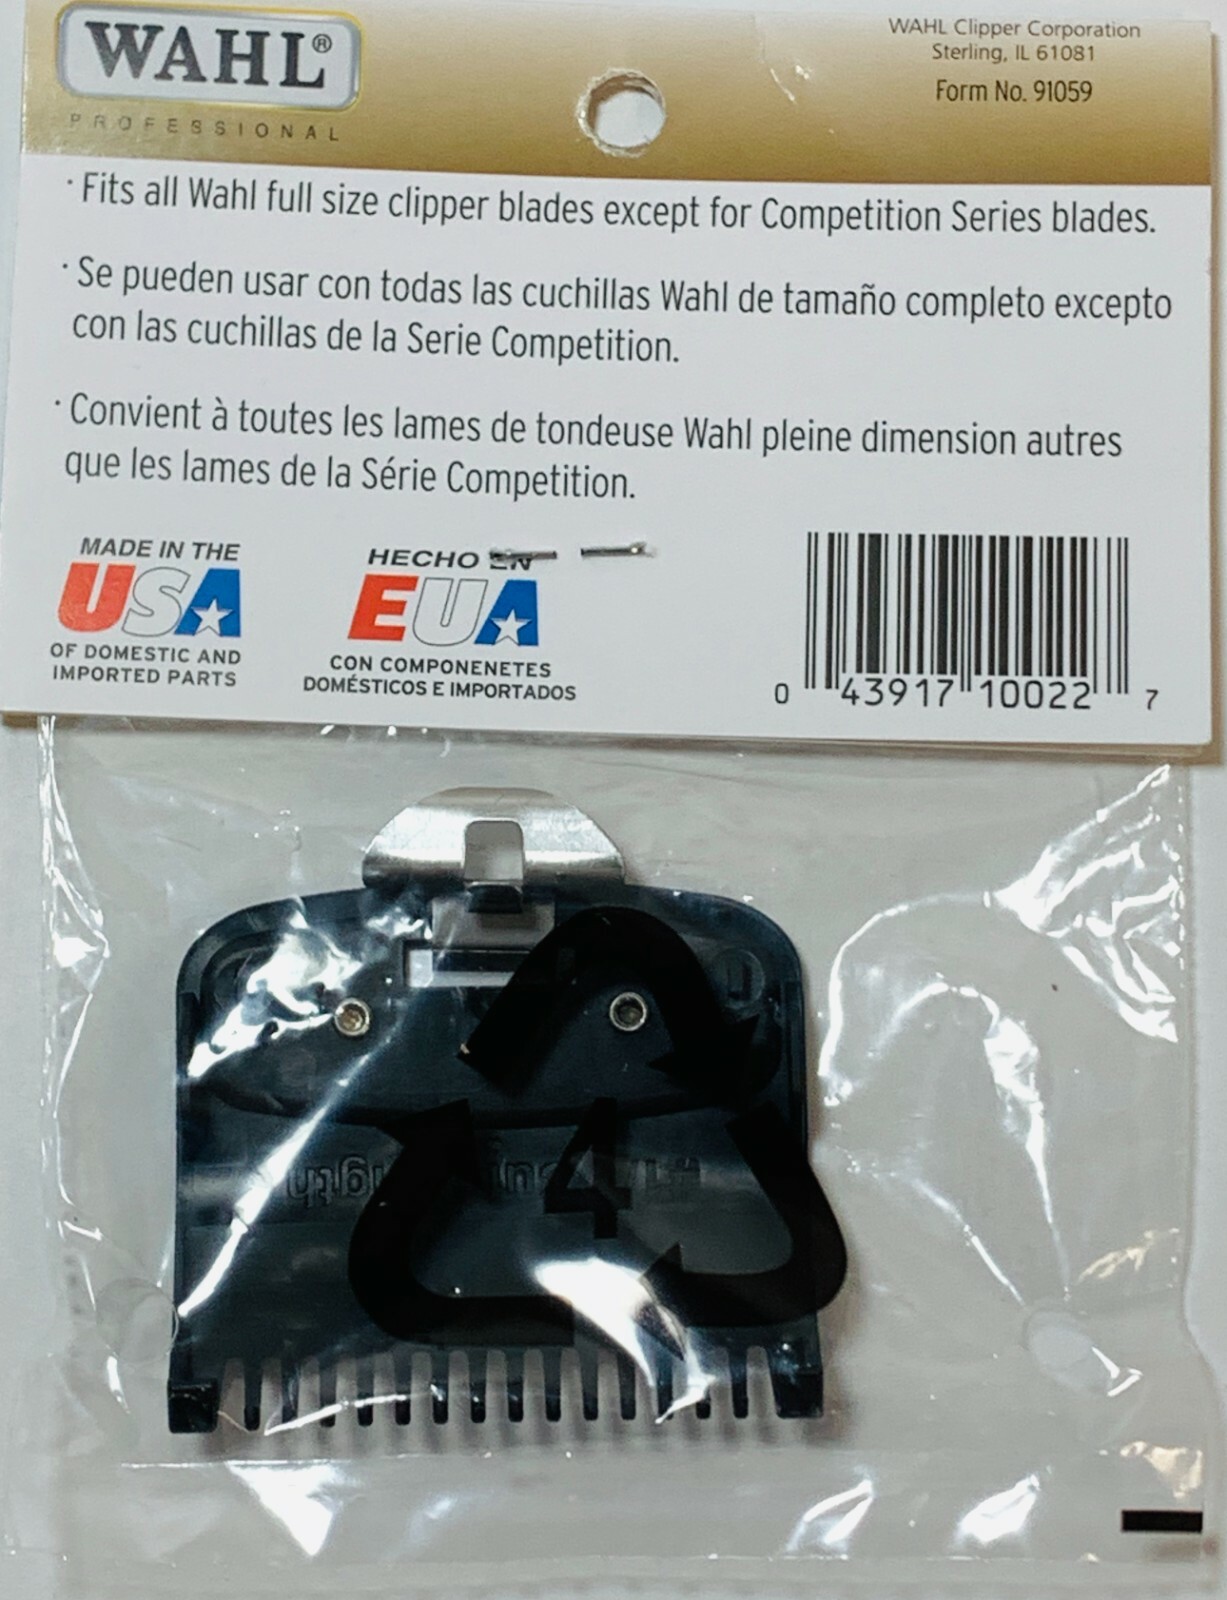 WAHL®
PROFESSIONAL
WAHL Clipper Corporation
Sterling, IL 61081
Form No. 91059
· Fits all Wahl full size clipper blades except for Competition Series blades.
· Se pueden usar con todas las cuchillas Wahl de tamaño completo excepto
con las cuchillas de la Serie Competition.
· Convient à toutes les lames de tondeuse Wahl pleine dimension autres
que les lames de la Série Competition.
MADE IN THE
USA
OF DOMESTIC AND
IMPORTED PARTS
HECHO EN
EUA
CON COMPONENETES
DOMÉSTICOS E IMPORTADOS
0 43917 10022 7
4